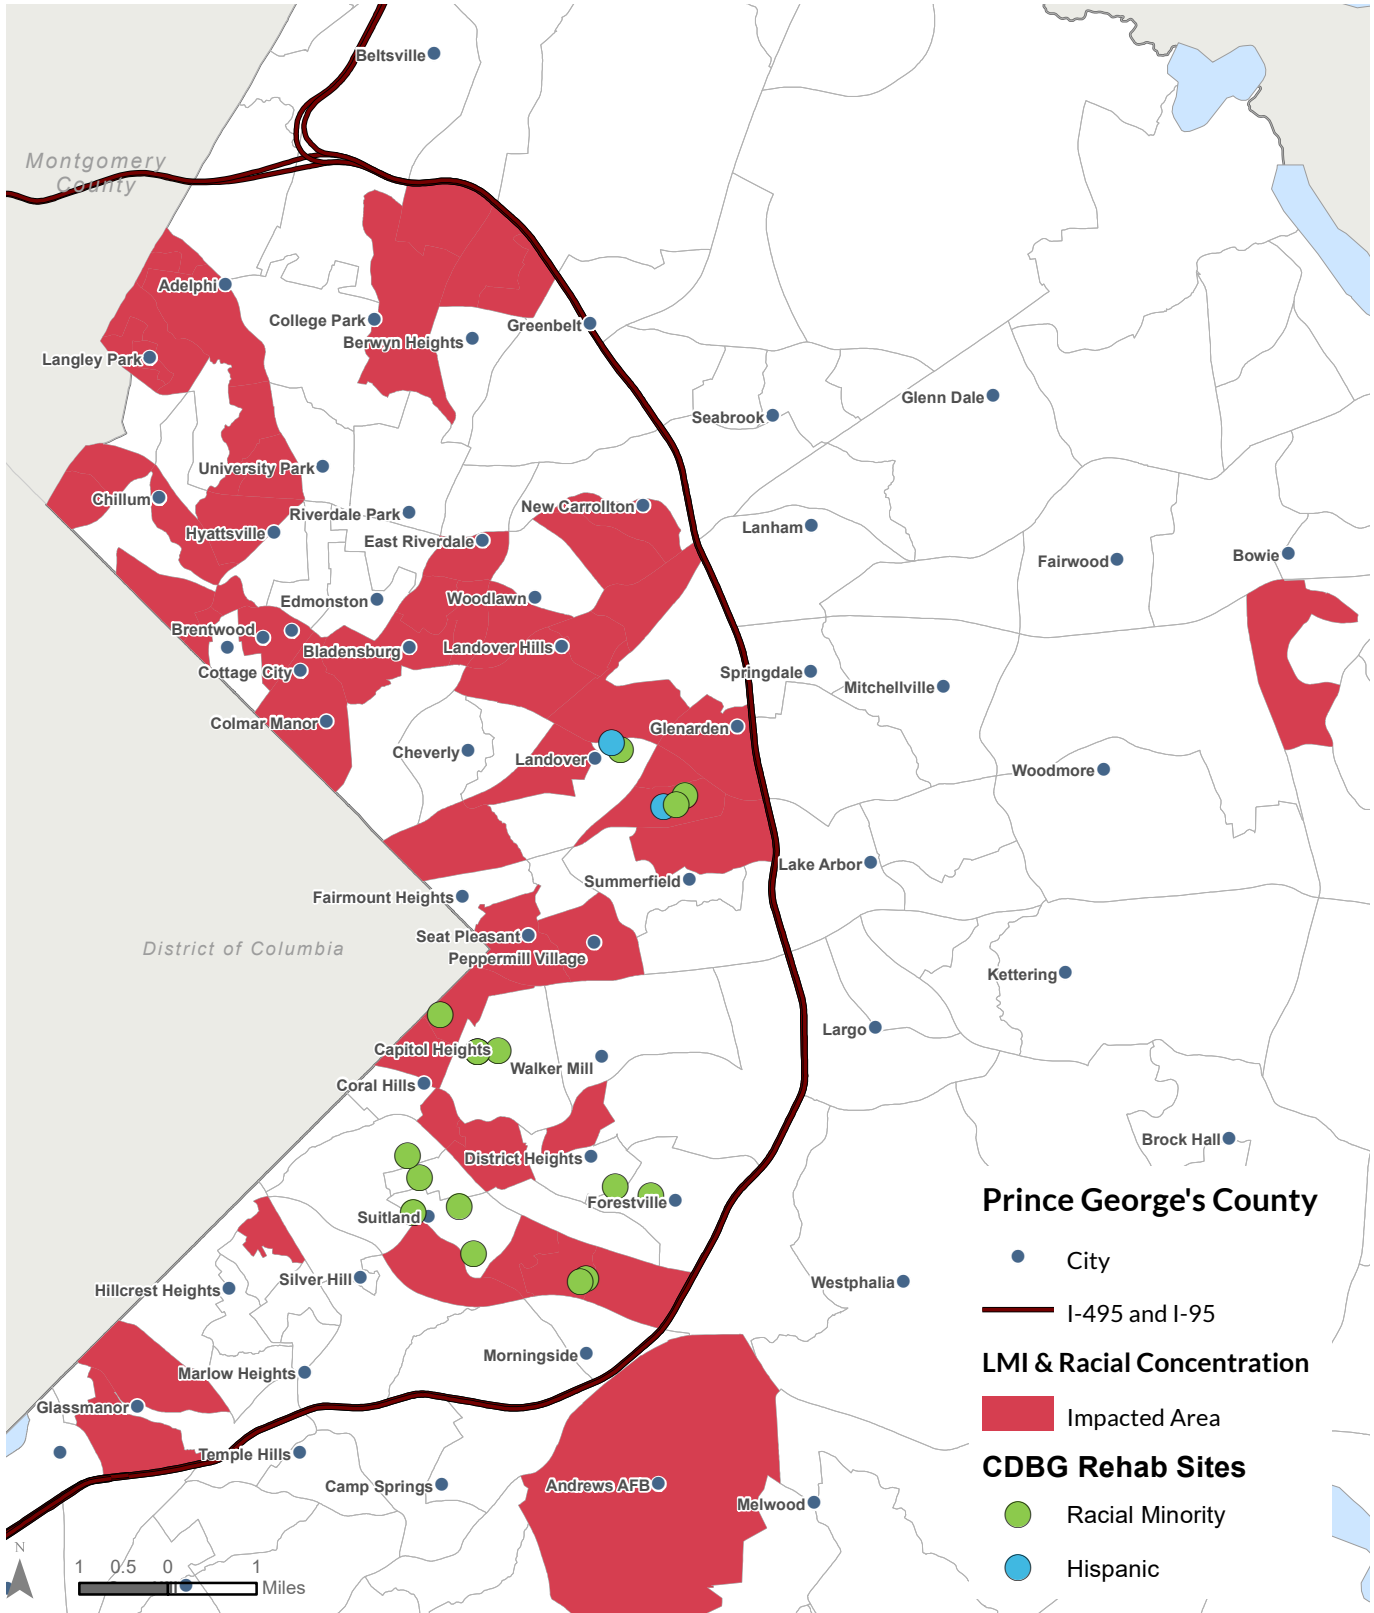 Beltsville
Montgomery
County
Adelphi
College Park
Greenbelt
Berwyn Heights
Langley Park
Glenn Dale
Seabrook
University Park
Chillum
New Carrollton
Riverdale Park
Lanham
Hyattsville
East Riverdale
Bowie
Fairwood
Woodlawn
Edmonston
Brentwood
Landover Hills
Bladensburg
Cottage City
Springdale
Mitchellville
Colmar Manor
Glenarden
Cheverly
Landover
Woodmore
Lake Arbor
Summerfield
Fairmount Heights
Seat Pleasant
District of Columbia
Peppermill Village
Kettering
Largo
Capitol Heights
Walker Mill
Coral Hills
Brock Hall
District Heights
Forestville
Suitland
Silver Hill
Westphalia
Hillcrest Heights
Morningside
Marlow Heights
Glassmanor
Temple Hills
Camp Springs
Andrews AFB
Melwood
Prince George's County
City
I-495 and I-95
LMI & Racial Concentration
Impacted Area
CDBG Rehab Sites
Racial Minority
Hispanic
N
1 0.5 0 1
Miles